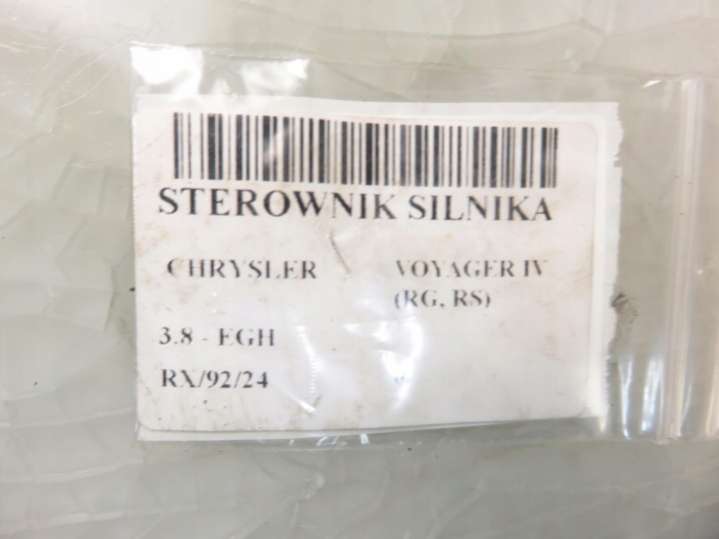 STEROWNIK SILNIKA
CHRYSLER VOYAGER IV
(RG, RS)
3.8 - EGH
RX/92/24